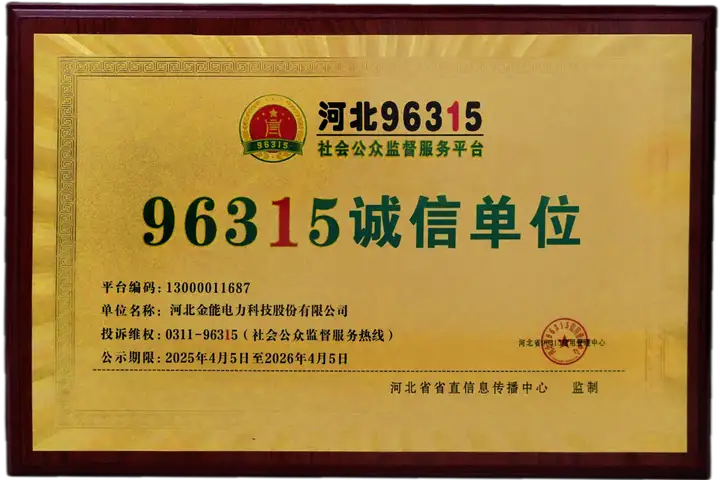 河北96315
96315
社会公众监督服务平台
96315诚信单位
平台编码：13000011687
单位名称：河北金能电力科技股份有限公司
投诉维权：0311-96315（社会公众监督服务热线）
公示期限：2025年4月5日至2026年4月5日
河北省省直信息传播中心 监制